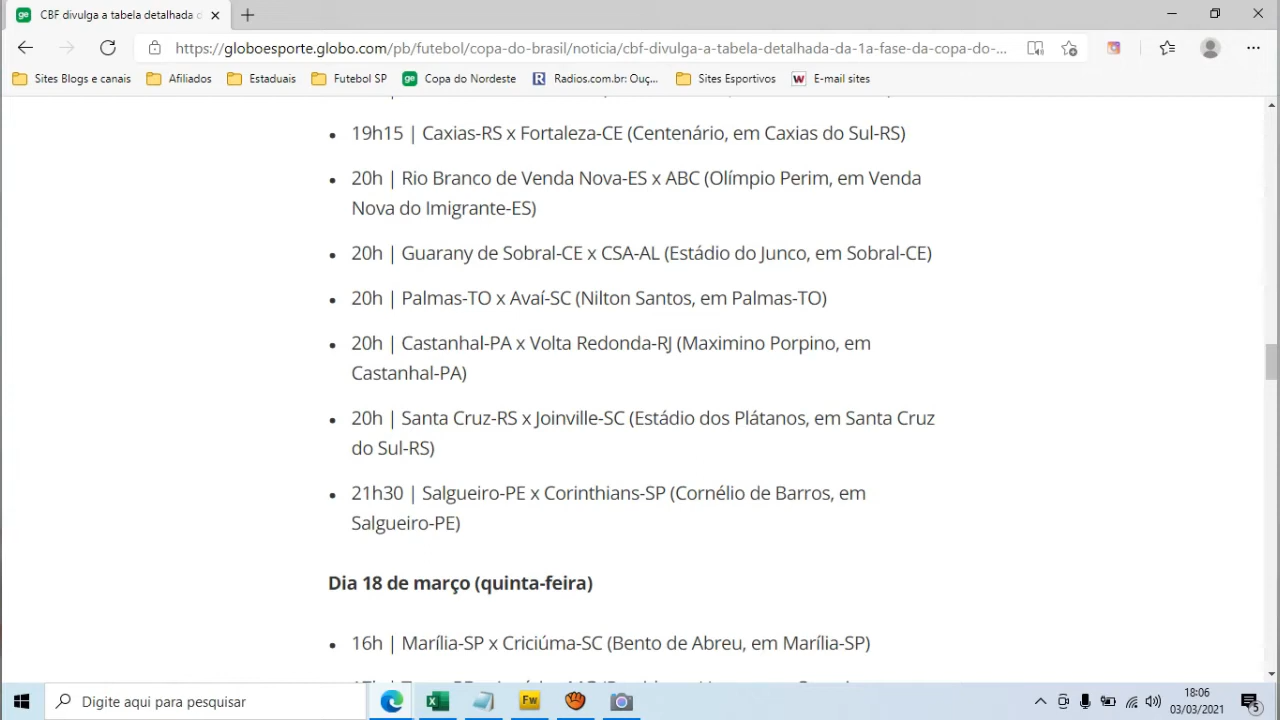 CBF divulga a tabela detalhada d
https://globoesporte.globo.com/pb/futebol/copa-do-brasil/noticia/cbf-divulga-a-tabela-detalhada-da-1a-fase-da-copa-do-...
Sites Blogs e canais
Afiliados
Estaduais
Futebol SP
Copa do Nordeste
Radios.com.br: Ouç...
Sites Esportivos
E-mail sites
• 19h15 | Caxias-RS x Fortaleza-CE (Centenário, em Caxias do Sul-RS)
• 20h | Rio Branco de Venda Nova-ES x ABC (Olímpio Perim, em Venda
Nova do Imigrante-ES)
• 20h | Guarany de Sobral-CE x CSA-AL (Estádio do Junco, em Sobral-CE)
• 20h | Palmas-TO x Avaí-SC (Nilton Santos, em Palmas-TO)
• 20h | Castanhal-PA x Volta Redonda-RJ (Maximino Porpino, em
Castanhal-PA)
• 20h | Santa Cruz-RS x Joinville-SC (Estádio dos Plátanos, em Santa Cruz
do Sul-RS)
• 21h30 | Salgueiro-PE x Corinthians-SP (Cornélio de Barros, em
Salgueiro-PE)
Dia 18 de março (quinta-feira)
• 16h | Marília-SP x Criciúma-SC (Bento de Abreu, em Marília-SP)
Digite aqui para pesquisar
Fw
18:06
03/03/2021
5